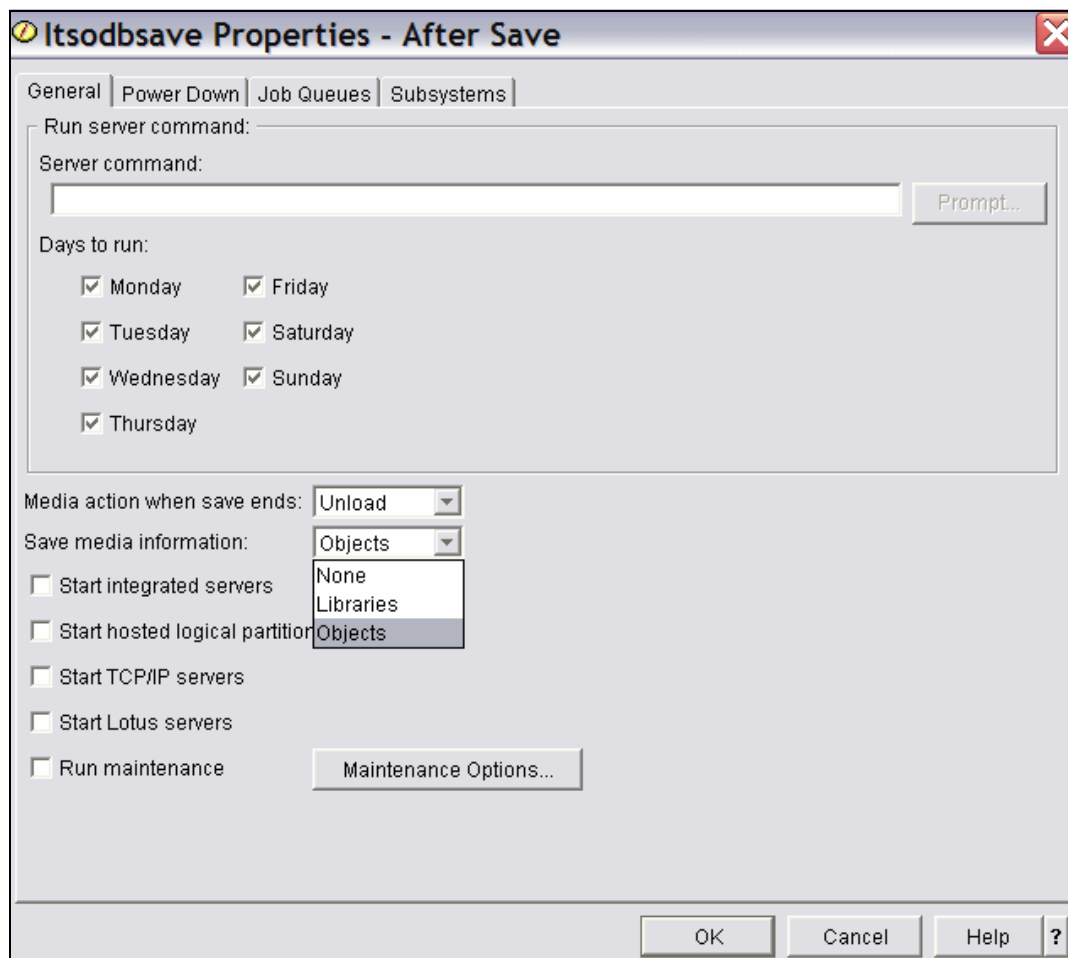 Itsodbsave Properties - After Save
General Power Down Job Queues Subsystems
Run server command:
Server command:
Prompt...
Days to run:
Monday Friday
Tuesday Saturday
Wednesday Sunday
Thursday
Media action when save ends: Unload
Save media information: Objects
None
Start integrated servers
Libraries
Start hosted logical partition
Objects
Start TCP/IP servers
Start Lotus servers
Run maintenance Maintenance Options...
OK Cancel Help ?